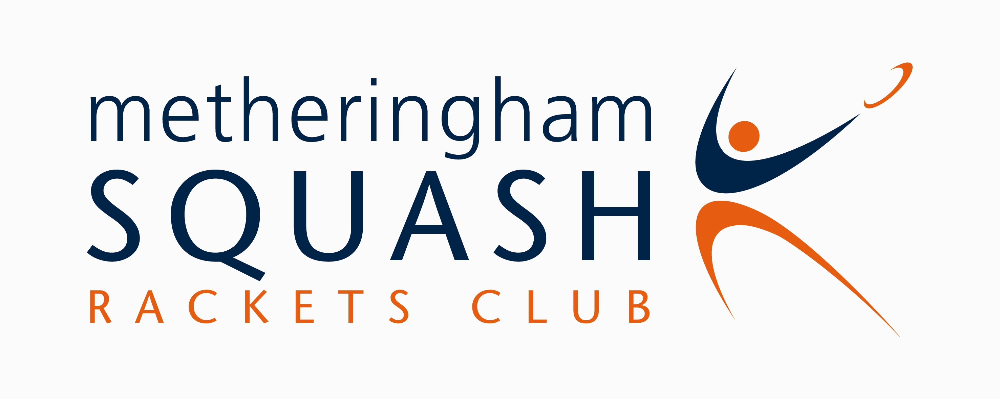 metheringham
SQUASH
RACKETS CLUB